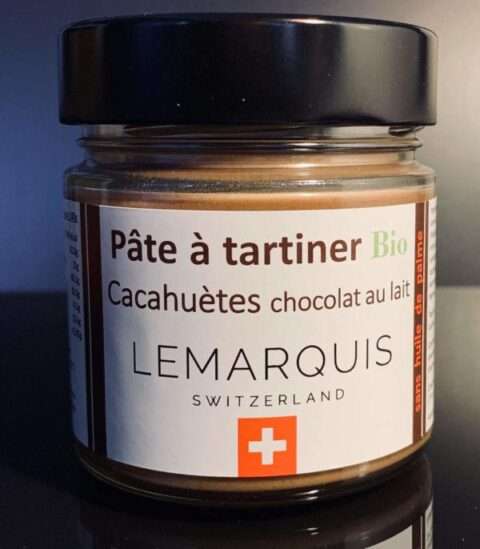 Pâte à tartiner Bio
Cacahuètes chocolat au lait
LEMARQUIS
SWITZERLAND
sans huile de palme